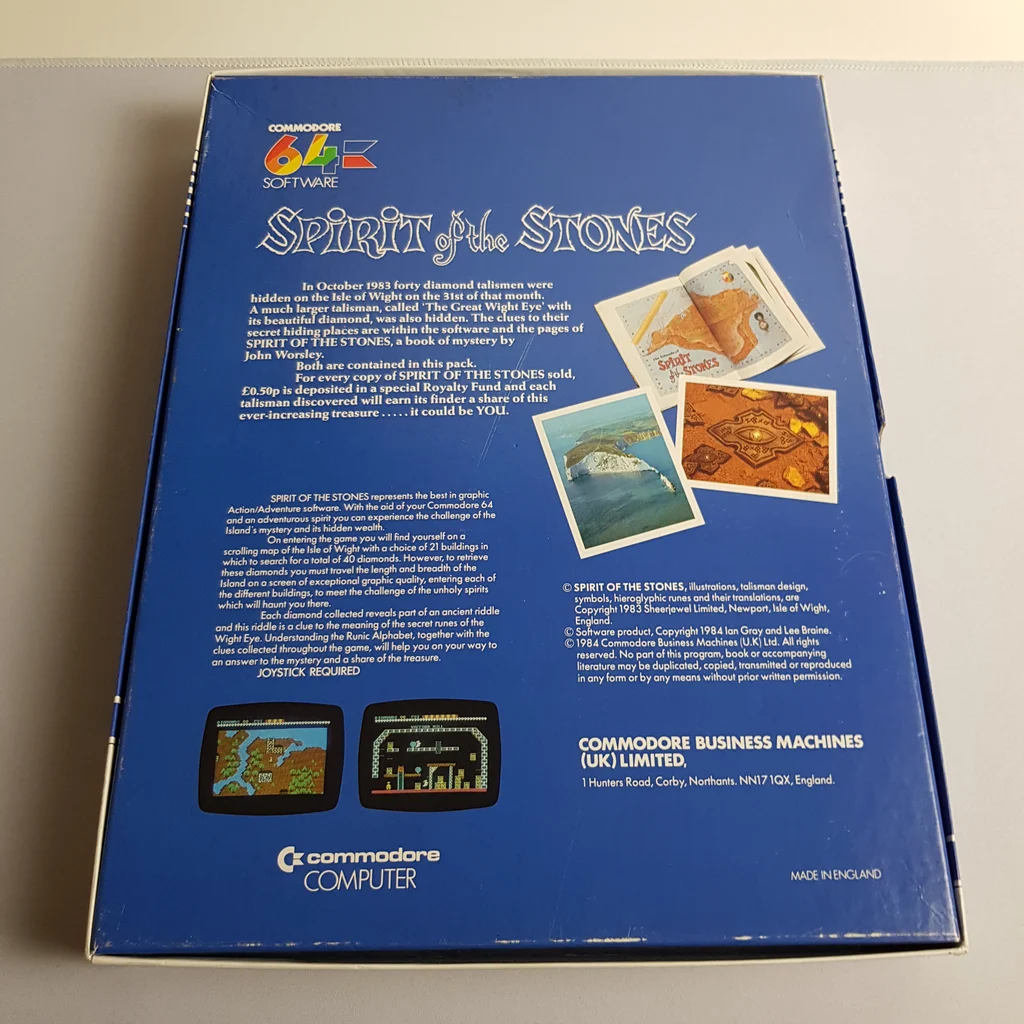 COMMODORE
64
SOFTWARE
SPIRIT of the STONES
In October 1983 forty diamond talismen were
hidden on the Isle of Wight on the 31st of that month.
A much larger talisman, called 'The Great Wight Eye' with
its beautiful diamond, was also hidden. The clues to their
secret hiding places are within the software and the pages of
SPIRIT OF THE STONES, a book of mystery by
John Worsley.
Both are contained in this pack.
For every copy of SPIRIT OF THE STONES sold,
£0.50p is deposited in a special Royalty Fund and each
talisman discovered will earn its finder a share of this
ever-increasing treasure . . . . . it could be YOU.
SPIRIT
of the STONES
SPIRIT OF THE STONES represents the best in graphic
Action/Adventure software. With the aid of your Commodore 64
and an adventurous spirit you can experience the challenge of the
Island's mystery and its hidden wealth.
On entering the game you will find yourself on a
scrolling map of the Isle of Wight with a choice of 21 buildings in
which to search for a total of 40 diamonds. However, to retrieve
these diamonds you must travel the length and breadth of the
Island on a screen of exceptional graphic quality, entering each of
the different buildings, to meet the challenge of the unholy spirits
which will haunt you there.
Each diamond collected reveals part of an ancient riddle
and this riddle is a clue to the meaning of the secret runes of the
Wight Eye. Understanding the Runic Alphabet, together with the
clues collected throughout the game, will help you on your way to
an answer to the mystery and a share of the treasure.
JOYSTICK REQUIRED
© SPIRIT OF THE STONES, illustrations, talisman design,
symbols, hieroglyphic runes and their translations, are
Copyright 1983 Sheerjewel Limited, Newport, Isle of Wight,
England.
© Software product, Copyright 1984 Ian Gray and Lee Braine.
© 1984 Commodore Business Machines (U.K) Ltd. All rights
reserved. No part of this program, book or accompanying
literature may be duplicated, copied, transmitted or reproduced
in any form or by any means without prior written permission.
COMMODORE BUSINESS MACHINES
(UK) LIMITED,
1 Hunters Road, Corby, Northants. NN17 1QX, England.
commodore
COMPUTER
MADE IN ENGLAND